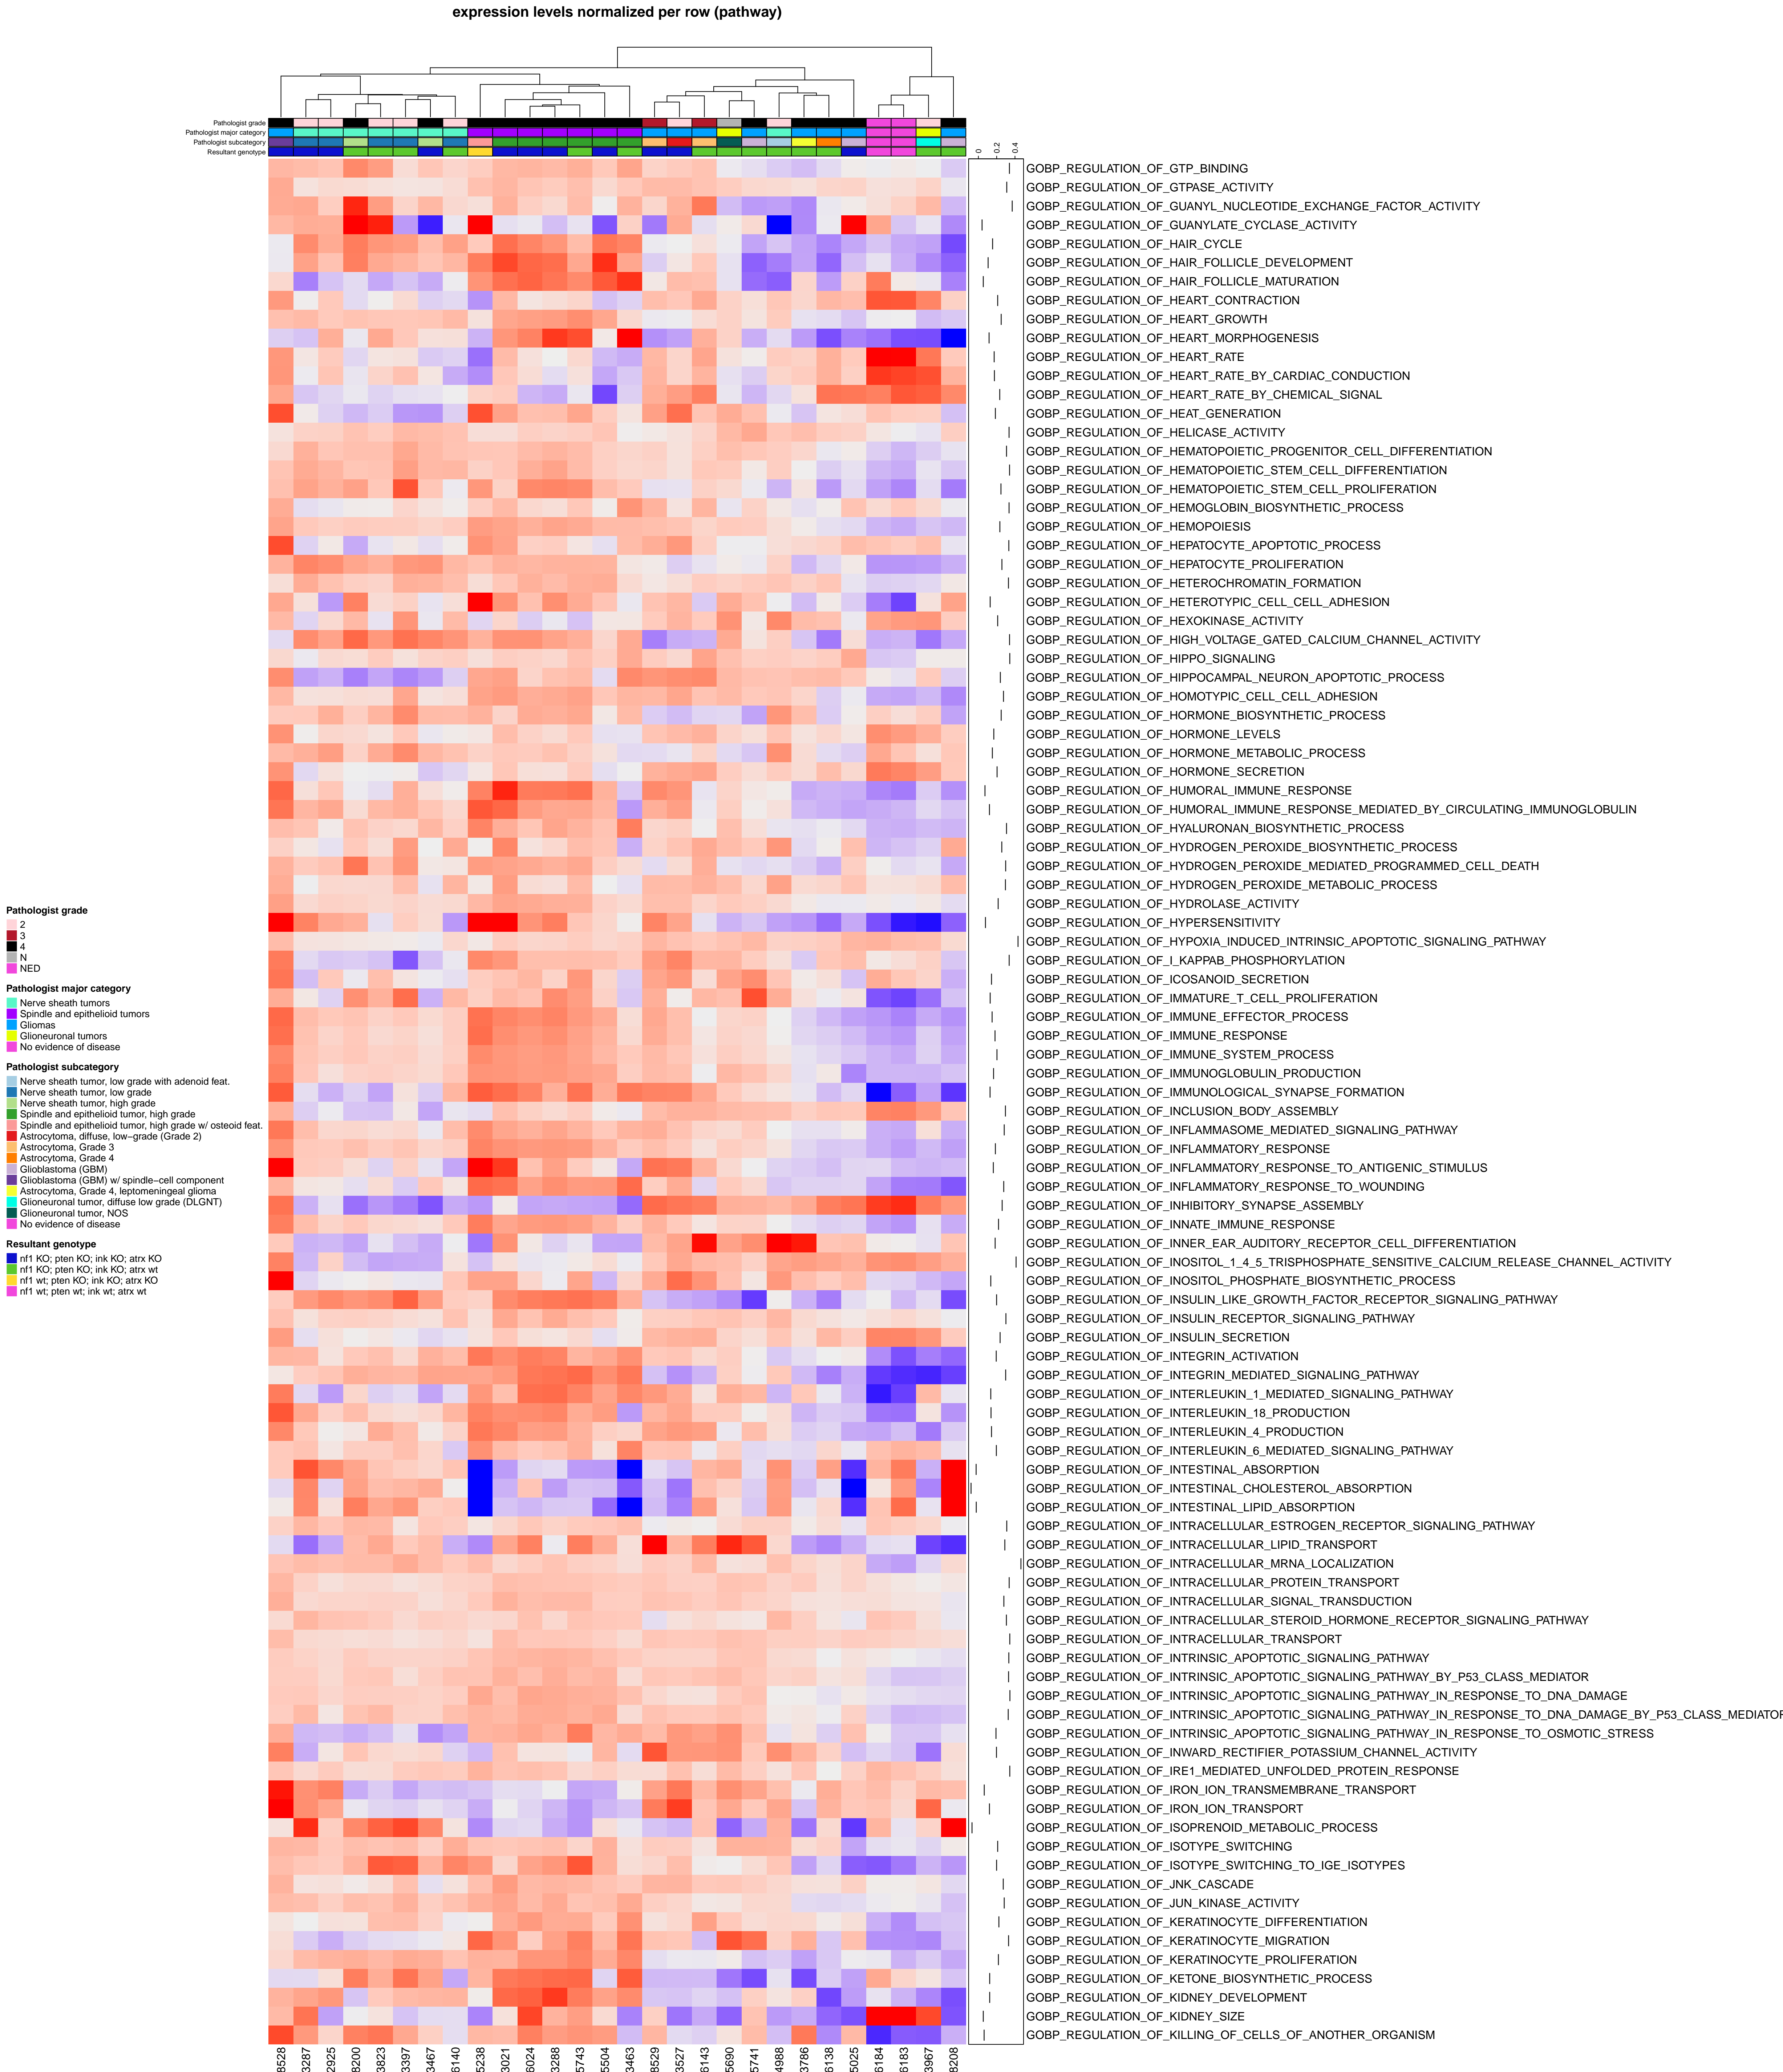 expression levels normalized per row (pathway)
Pathologist grade
Pathologist major category
Pathologist subcategory
Resultant genotype
0 0.2 0.4
GOBP_REGULATION_OF_GTP_BINDING
GOBP_REGULATION_OF_GTPASE_ACTIVITY
GOBP_REGULATION_OF_GUANYL_NUCLEOTIDE_EXCHANGE_FACTOR_ACTIVITY
GOBP_REGULATION_OF_GUANYLATE_CYCLASE_ACTIVITY
GOBP_REGULATION_OF_HAIR_CYCLE
GOBP_REGULATION_OF_HAIR_FOLLICLE_DEVELOPMENT
GOBP_REGULATION_OF_HAIR_FOLLICLE_MATURATION
GOBP_REGULATION_OF_HEART_CONTRACTION
GOBP_REGULATION_OF_HEART_GROWTH
GOBP_REGULATION_OF_HEART_MORPHOGENESIS
GOBP_REGULATION_OF_HEART_RATE
GOBP_REGULATION_OF_HEART_RATE_BY_CARDIAC_CONDUCTION
GOBP_REGULATION_OF_HEART_RATE_BY_CHEMICAL_SIGNAL
GOBP_REGULATION_OF_HEAT_GENERATION
GOBP_REGULATION_OF_HELICASE_ACTIVITY
GOBP_REGULATION_OF_HEMATOPOIETIC_PROGENITOR_CELL_DIFFERENTIATION
GOBP_REGULATION_OF_HEMATOPOIETIC_STEM_CELL_DIFFERENTIATION
GOBP_REGULATION_OF_HEMATOPOIETIC_STEM_CELL_PROLIFERATION
GOBP_REGULATION_OF_HEMOGLOBIN_BIOSYNTHETIC_PROCESS
GOBP_REGULATION_OF_HEMOPOIESIS
GOBP_REGULATION_OF_HEPATOCYTE_APOPTOTIC_PROCESS
GOBP_REGULATION_OF_HEPATOCYTE_PROLIFERATION
GOBP_REGULATION_OF_HETEROCHROMATIN_FORMATION
GOBP_REGULATION_OF_HETEROTYPIC_CELL_CELL_ADHESION
GOBP_REGULATION_OF_HEXOKINASE_ACTIVITY
GOBP_REGULATION_OF_HIGH_VOLTAGE_GATED_CALCIUM_CHANNEL_ACTIVITY
GOBP_REGULATION_OF_HIPPO_SIGNALING
GOBP_REGULATION_OF_HIPPOCAMPAL_NEURON_APOPTOTIC_PROCESS
GOBP_REGULATION_OF_HOMOTYPIC_CELL_CELL_ADHESION
GOBP_REGULATION_OF_HORMONE_BIOSYNTHETIC_PROCESS
GOBP_REGULATION_OF_HORMONE_LEVELS
GOBP_REGULATION_OF_HORMONE_METABOLIC_PROCESS
GOBP_REGULATION_OF_HORMONE_SECRETION
GOBP_REGULATION_OF_HUMORAL_IMMUNE_RESPONSE
GOBP_REGULATION_OF_HUMORAL_IMMUNE_RESPONSE_MEDIATED_BY_CIRCULATING_IMMUNOGLOBULIN
GOBP_REGULATION_OF_HYALURONAN_BIOSYNTHETIC_PROCESS
GOBP_REGULATION_OF_HYDROGEN_PEROXIDE_BIOSYNTHETIC_PROCESS
GOBP_REGULATION_OF_HYDROGEN_PEROXIDE_MEDIATED_PROGRAMMED_CELL_DEATH
GOBP_REGULATION_OF_HYDROGEN_PEROXIDE_METABOLIC_PROCESS
GOBP_REGULATION_OF_HYDROLASE_ACTIVITY
GOBP_REGULATION_OF_HYPERSENSITIVITY
GOBP_REGULATION_OF_HYPOXIA_INDUCED_INTRINSIC_APOPTOTIC_SIGNALING_PATHWAY
GOBP_REGULATION_OF_I_KAPPAB_PHOSPHORYLATION
GOBP_REGULATION_OF_ICOSANOID_SECRETION
GOBP_REGULATION_OF_IMMATURE_T_CELL_PROLIFERATION
GOBP_REGULATION_OF_IMMUNE_EFFECTOR_PROCESS
GOBP_REGULATION_OF_IMMUNE_RESPONSE
GOBP_REGULATION_OF_IMMUNE_SYSTEM_PROCESS
GOBP_REGULATION_OF_IMMUNOGLOBULIN_PRODUCTION
GOBP_REGULATION_OF_IMMUNOLOGICAL_SYNAPSE_FORMATION
GOBP_REGULATION_OF_INCLUSION_BODY_ASSEMBLY
GOBP_REGULATION_OF_INFLAMMASOME_MEDIATED_SIGNALING_PATHWAY
GOBP_REGULATION_OF_INFLAMMATORY_RESPONSE
GOBP_REGULATION_OF_INFLAMMATORY_RESPONSE_TO_ANTIGENIC_STIMULUS
GOBP_REGULATION_OF_INFLAMMATORY_RESPONSE_TO_WOUNDING
GOBP_REGULATION_OF_INHIBITORY_SYNAPSE_ASSEMBLY
GOBP_REGULATION_OF_INNATE_IMMUNE_RESPONSE
GOBP_REGULATION_OF_INNER_EAR_AUDITORY_RECEPTOR_CELL_DIFFERENTIATION
GOBP_REGULATION_OF_INOSITOL_1_4_5_TRISPHOSPHATE_SENSITIVE_CALCIUM_RELEASE_CHANNEL_ACTIVITY
GOBP_REGULATION_OF_INOSITOL_PHOSPHATE_BIOSYNTHETIC_PROCESS
GOBP_REGULATION_OF_INSULIN_LIKE_GROWTH_FACTOR_RECEPTOR_SIGNALING_PATHWAY
GOBP_REGULATION_OF_INSULIN_RECEPTOR_SIGNALING_PATHWAY
GOBP_REGULATION_OF_INSULIN_SECRETION
GOBP_REGULATION_OF_INTEGRIN_ACTIVATION
GOBP_REGULATION_OF_INTEGRIN_MEDIATED_SIGNALING_PATHWAY
GOBP_REGULATION_OF_INTERLEUKIN_1_MEDIATED_SIGNALING_PATHWAY
GOBP_REGULATION_OF_INTERLEUKIN_18_PRODUCTION
GOBP_REGULATION_OF_INTERLEUKIN_4_PRODUCTION
GOBP_REGULATION_OF_INTERLEUKIN_6_MEDIATED_SIGNALING_PATHWAY
GOBP_REGULATION_OF_INTESTINAL_ABSORPTION
GOBP_REGULATION_OF_INTESTINAL_CHOLESTEROL_ABSORPTION
GOBP_REGULATION_OF_INTESTINAL_LIPID_ABSORPTION
GOBP_REGULATION_OF_INTRACELLULAR_ESTROGEN_RECEPTOR_SIGNALING_PATHWAY
GOBP_REGULATION_OF_INTRACELLULAR_LIPID_TRANSPORT
GOBP_REGULATION_OF_INTRACELLULAR_MRNA_LOCALIZATION
GOBP_REGULATION_OF_INTRACELLULAR_PROTEIN_TRANSPORT
GOBP_REGULATION_OF_INTRACELLULAR_SIGNAL_TRANSDUCTION
GOBP_REGULATION_OF_INTRACELLULAR_STEROID_HORMONE_RECEPTOR_SIGNALING_PATHWAY
GOBP_REGULATION_OF_INTRACELLULAR_TRANSPORT
GOBP_REGULATION_OF_INTRINSIC_APOPTOTIC_SIGNALING_PATHWAY
GOBP_REGULATION_OF_INTRINSIC_APOPTOTIC_SIGNALING_PATHWAY_BY_P53_CLASS_MEDIATOR
GOBP_REGULATION_OF_INTRINSIC_APOPTOTIC_SIGNALING_PATHWAY_IN_RESPONSE_TO_DNA_DAMAGE
GOBP_REGULATION_OF_INTRINSIC_APOPTOTIC_SIGNALING_PATHWAY_IN_RESPONSE_TO_DNA_DAMAGE_BY_P53_CLASS_MEDIATOR
GOBP_REGULATION_OF_INTRINSIC_APOPTOTIC_SIGNALING_PATHWAY_IN_RESPONSE_TO_OSMOTIC_STRESS
GOBP_REGULATION_OF_INWARD_RECTIFIER_POTASSIUM_CHANNEL_ACTIVITY
GOBP_REGULATION_OF_IRE1_MEDIATED_UNFOLDED_PROTEIN_RESPONSE
GOBP_REGULATION_OF_IRON_ION_TRANSMEMBRANE_TRANSPORT
GOBP_REGULATION_OF_IRON_ION_TRANSPORT
GOBP_REGULATION_OF_ISOPRENOID_METABOLIC_PROCESS
GOBP_REGULATION_OF_ISOTYPE_SWITCHING
GOBP_REGULATION_OF_ISOTYPE_SWITCHING_TO_IGE_ISOTYPES
GOBP_REGULATION_OF_JNK_CASCADE
GOBP_REGULATION_OF_JUN_KINASE_ACTIVITY
GOBP_REGULATION_OF_KERATINOCYTE_DIFFERENTIATION
GOBP_REGULATION_OF_KERATINOCYTE_MIGRATION
GOBP_REGULATION_OF_KERATINOCYTE_PROLIFERATION
GOBP_REGULATION_OF_KETONE_BIOSYNTHETIC_PROCESS
GOBP_REGULATION_OF_KIDNEY_DEVELOPMENT
GOBP_REGULATION_OF_KIDNEY_SIZE
GOBP_REGULATION_OF_KILLING_OF_CELLS_OF_ANOTHER_ORGANISM
Pathologist grade
2
3
4
N
NED
Pathologist major category
Nerve sheath tumors
Spindle and epithelioid tumors
Gliomas
Glioneuronal tumors
No evidence of disease
Pathologist subcategory
Nerve sheath tumor, low grade with adenoid feat.
Nerve sheath tumor, low grade
Nerve sheath tumor, high grade
Spindle and epithelioid tumor, high grade
Spindle and epithelioid tumor, high grade w/ osteoid feat.
Astrocytoma, diffuse, low−grade (Grade 2)
Astrocytoma, Grade 3
Astrocytoma, Grade 4
Glioblastoma (GBM)
Glioblastoma (GBM) w/ spindle−cell component
Astrocytoma, Grade 4, leptomeningeal glioma
Glioneuronal tumor, diffuse low grade (DLGNT)
Glioneuronal tumor, NOS
No evidence of disease
Resultant genotype
nf1 KO; pten KO; ink KO; atrx KO
nf1 KO; pten KO; ink KO; atrx wt
nf1 wt; pten KO; ink KO; atrx KO
nf1 wt; pten wt; ink wt; atrx wt
8528 3287 2925 8200 3823 3397 3467 6140 5238 3021 6024 3288 5743 5504 3463 8529 3527 6143 5690 5741 4988 3786 6138 5025 6184 6183 3967 8208